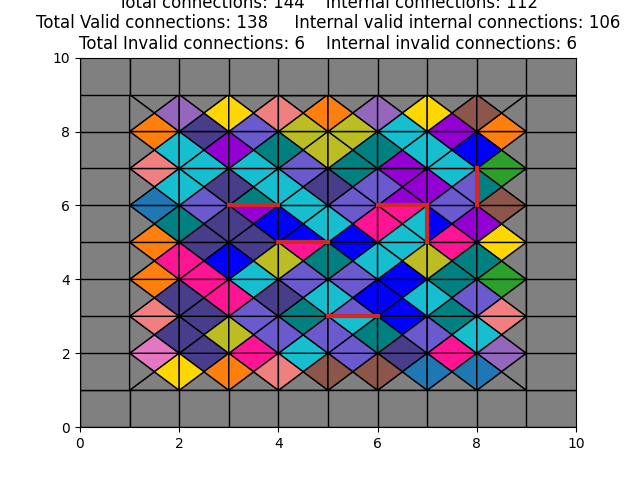 Total connections: 144    Internal connections: 112
Total Valid connections: 138     Internal valid internal connections: 106
Total Invalid connections: 6    Internal invalid connections: 6
10
8
6
4
2
0
0 2 4 6 8 10